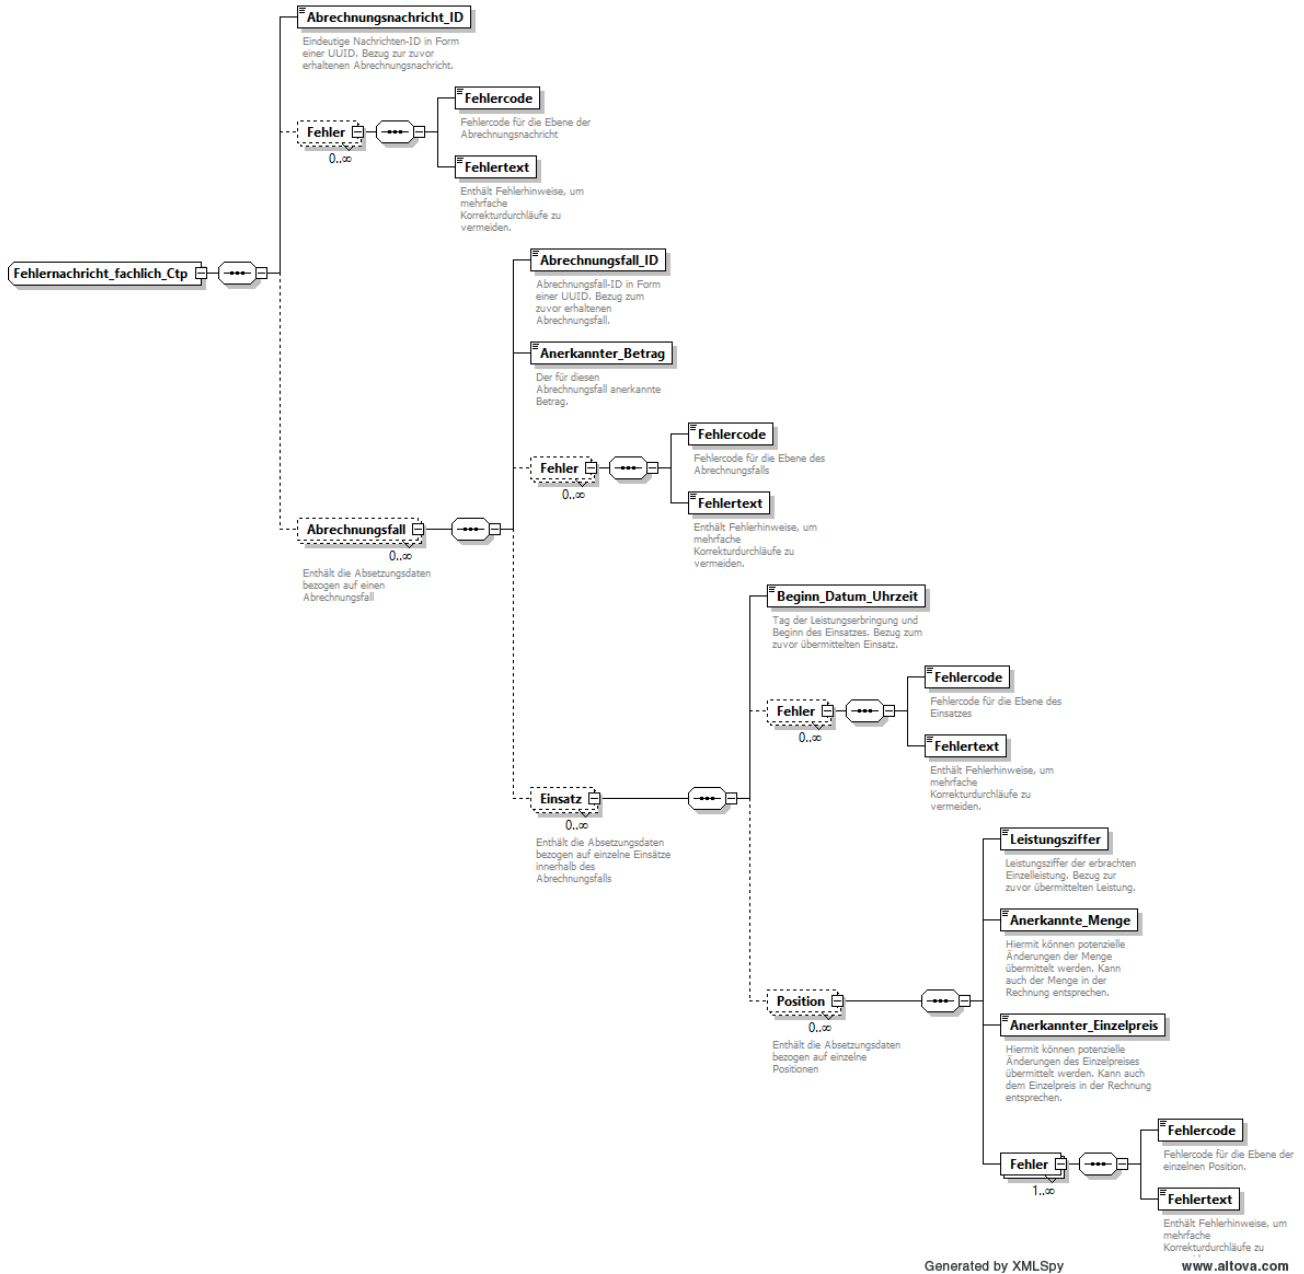 Abrechnungsnachricht_ID
Eindeutige Nachrichten-ID in Form
einer UUID. Bezug zur zuvor
erhaltenen Abrechnungsnachricht.
Fehler
0..∞
Fehlercode
Fehlercode für die Ebene der
Abrechnungsnachricht
Fehlertext
Enthält Fehlerhinweise, um
mehrfache
Korrekturdurchläufe zu
vermeiden.
Fehlernachricht_fachlich_Ctp
Abrechnungsfall
0..∞
Enthält die Absetzungsdaten
bezogen auf einen
Abrechnungsfall
Abrechnungsfall_ID
Abrechnungsfall-ID in Form
einer UUID. Bezug zum
zuvor erhaltenen
Abrechnungsfall.
Anerkannter_Betrag
Der für diesen
Abrechnungsfall anerkannte
Betrag.
Fehler
0..∞
Fehlercode
Fehlercode für die Ebene des
Abrechnungsfalls
Fehlertext
Enthält Fehlerhinweise, um
mehrfache
Korrekturdurchläufe zu
vermeiden.
Einsatz
0..∞
Enthält die Absetzungsdaten
bezogen auf einzelne Einsätze
innerhalb des
Abrechnungsfalls
Beginn_Datum_Uhrzeit
Tag der Leistungserbringung und
Beginn des Einsatzes. Bezug zum
zuvor übermittelten Einsatz.
Fehler
0..∞
Fehlercode
Fehlercode für die Ebene des
Einsatzes
Fehlertext
Enthält Fehlerhinweise, um
mehrfache
Korrekturdurchläufe zu
vermeiden.
Position
0..∞
Enthält die Absetzungsdaten
bezogen auf einzelne
Positionen
Leistungsziffer
Leistungsziffer der erbrachten
Einzelleistung. Bezug zur
zuvor übermittelten Leistung.
Anerkannte_Menge
Hiermit können potenzielle
Änderungen der Menge
übermittelt werden. Kann
auch der Menge in der
Rechnung entsprechen.
Anerkannter_Einzelpreis
Hiermit können potenzielle
Änderungen des Einzelpreises
übermittelt werden. Kann auch
dem Einzelpreis in der Rechnung
entsprechen.
Fehler
1..∞
Fehlercode
Fehlercode für die Ebene der
einzelnen Position.
Fehlertext
Enthält Fehlerhinweise, um
mehrfache
Korrekturdurchläufe zu
Generated by XMLSpy
www.altova.com